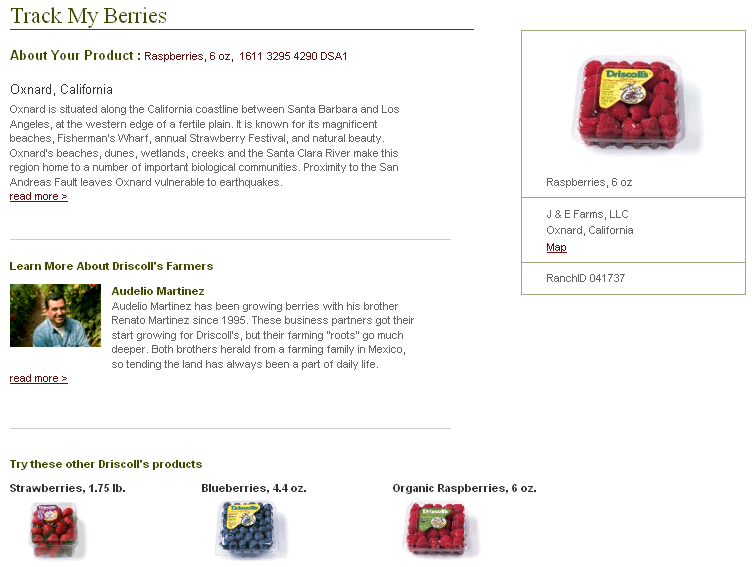 Track My Berries
About Your Product : Raspberries, 6 oz, 1611 3295 4290 DSA1
Oxnard, California
Oxnard is situated along the California coastline between Santa Barbara and Los
Angeles, at the western edge of a fertile plain. It is known for its magnificent
beaches, Fisherman's Wharf, annual Strawberry Festival, and natural beauty.
Oxnard's beaches, dunes, wetlands, creeks and the Santa Clara River make this
region home to a number of important biological communities. Proximity to the San
Andreas Fault leaves Oxnard vulnerable to earthquakes.
read more >
Driscoll's
Raspberries, 6 oz
J & E Farms, LLC
Oxnard, California
Map
RanchID 041737
Learn More About Driscoll's Farmers
Audelio Martinez
Audelio Martinez has been growing berries with his brother
Renato Martinez since 1995. These business partners got their
start growing for Driscoll's, but their farming "roots" go much
deeper. Both brothers herald from a farming family in Mexico,
so tending the land has always been a part of daily life.
read more >
Try these other Driscoll's products
Strawberries, 1.75 lb.
Blueberries, 4.4 oz.
Organic Raspberries, 6 oz.
Driscoll's
Driscoll's
Driscoll's